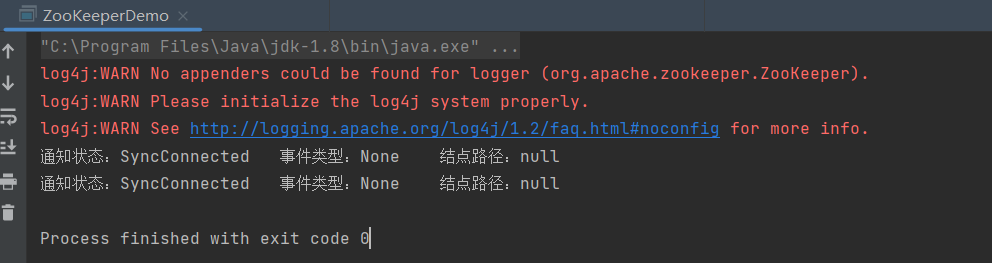 ZooKeeperDemo
"C:\Program Files\Java\jdk-1.8\bin\java.exe" ...
log4j:WARN No appenders could be found for logger (org.apache.zookeeper.ZooKeeper).
log4j:WARN Please initialize the log4j system properly.
log4j:WARN See http://logging.apache.org/log4j/1.2/faq.html#noconfig for more info.
通知状态：SyncConnected   事件类型：None    结点路径：null
通知状态：SyncConnected   事件类型：None    结点路径：null
Process finished with exit code 0